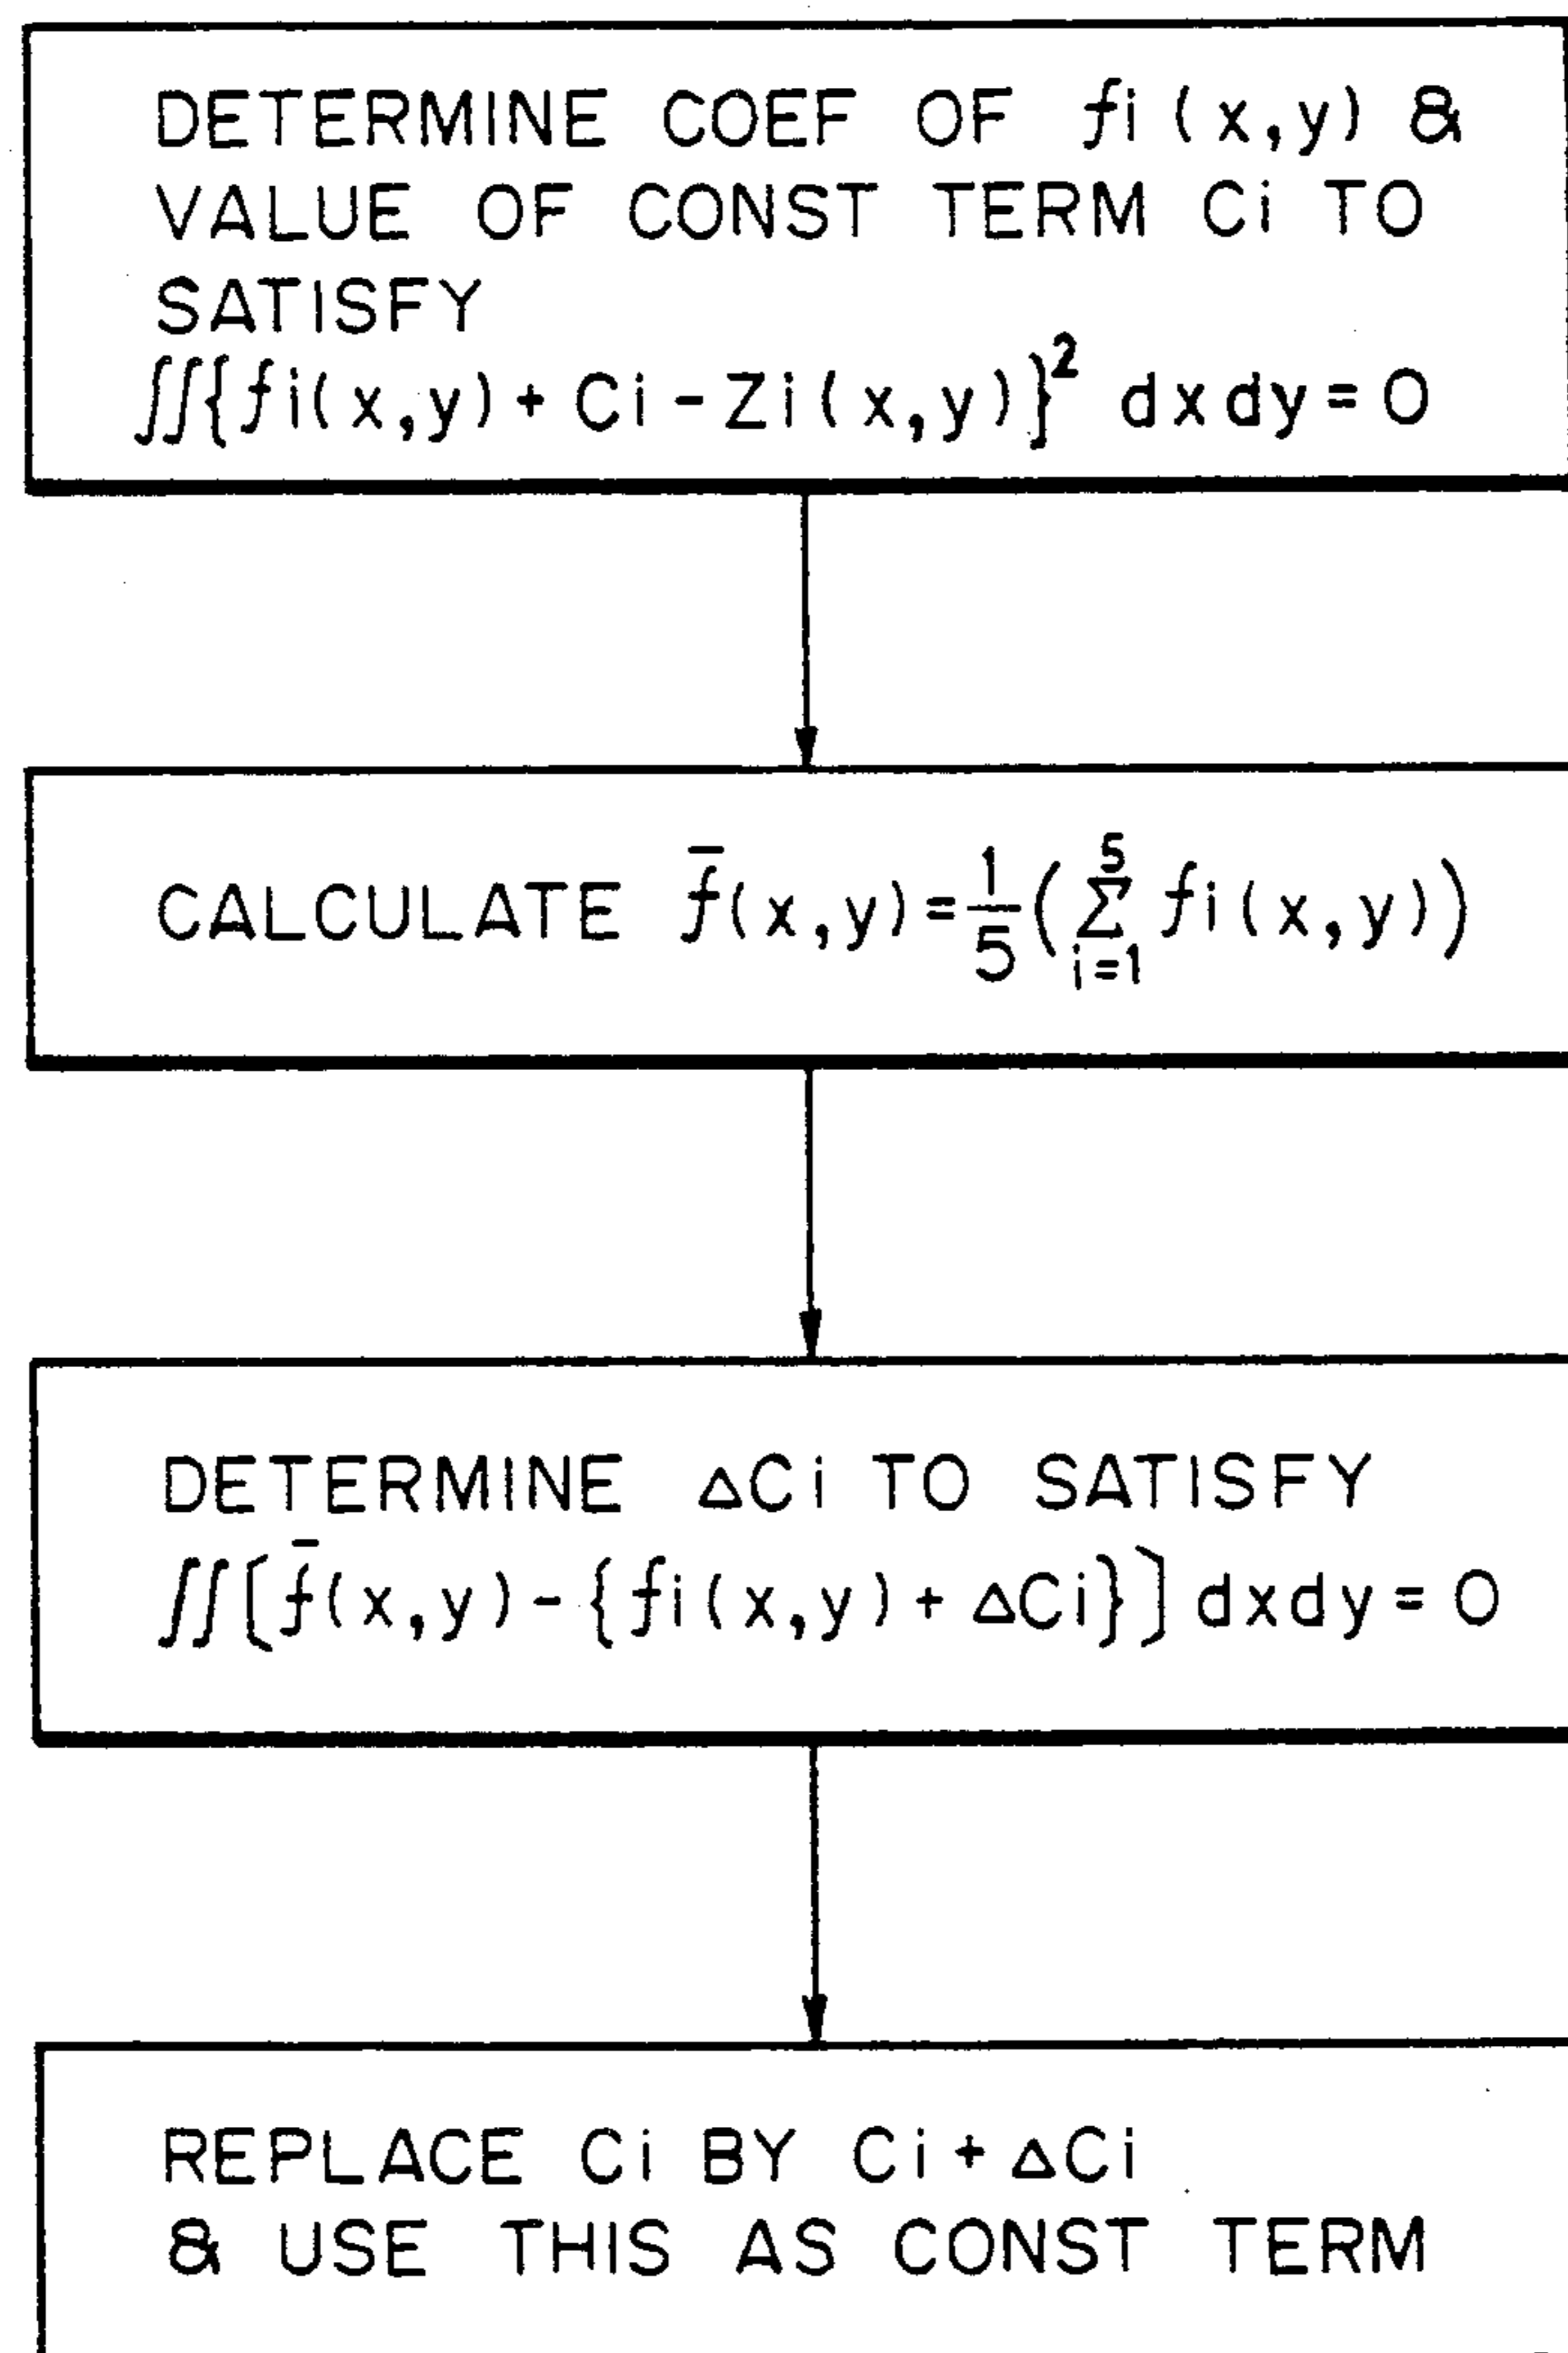 DETERMINE COEF OF fi (x,y) &
VALUE OF CONST TERM Ci TO
SATISFY
∬{fi(x,y) + Ci - Zi(x,y)}² dxdy = 0
CALCULATE f̄(x,y) = 1/5 (Σ_{i=1}^{5} fi(x,y))
DETERMINE ΔCi TO SATISFY
∬[f̄(x,y) - {fi(x,y) + ΔCi}] dxdy = 0
REPLACE Ci BY Ci + ΔCi
& USE THIS AS CONST TERM